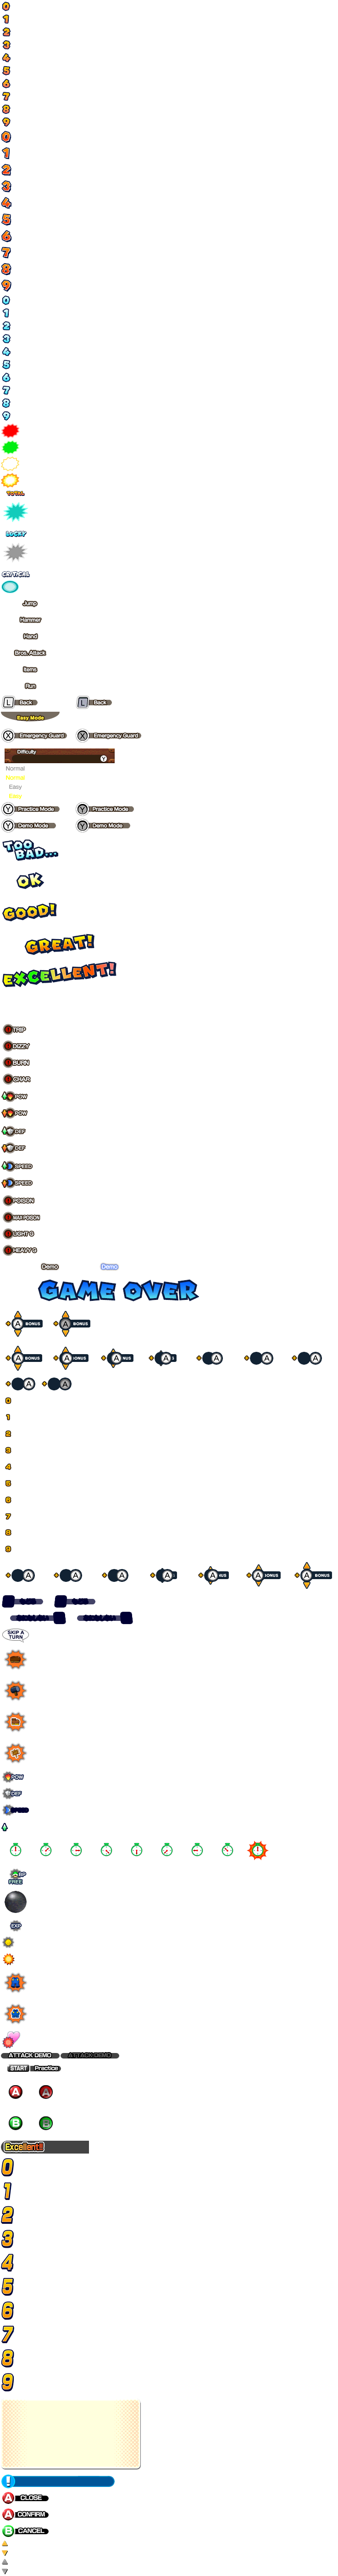 0
1
2
3
4
5
6
7
8
9
0
1
2
3
4
5
6
7
8
9
0
1
2
3
4
5
6
7
8
9
TOTAL
LUCKY
CRITICAL
Jump
Hammer
Hand
Bros. Attack
Items
Run
L Back L Back
Easy Mode
X Emergency Guard X Emergency Guard
Difficulty
Y
Normal
Normal
Easy
Easy
Y Practice Mode Y Practice Mode
Y Demo Mode Y Demo Mode
TOO
BAD...
OK
GOOD!
GREAT!
EXCELLENT!
TRIP
DIZZY
BURN
CHAR
POW
POW
DEF
DEF
SPEED
SPEED
POISON
MAX POISON
LIGHT G
HEAVY G
Demo Demo
GAME OVER
A BONUS A BONUS
A BONUS A IONUS A NUS A S A A A
A A
0
1
2
3
4
5
6
7
8
9
A A A A A NUS A IONUS A BONUS
SKIP A
TURN
POW
DEF
SPEED
BP
FREE
EXP
ATTACK DEMO ATTACK DEMO
START Practice
A A
B B
Excellent!!
0
1
2
3
4
5
6
7
8
9
!
A CLOSE
A CONFIRM
B CANCEL